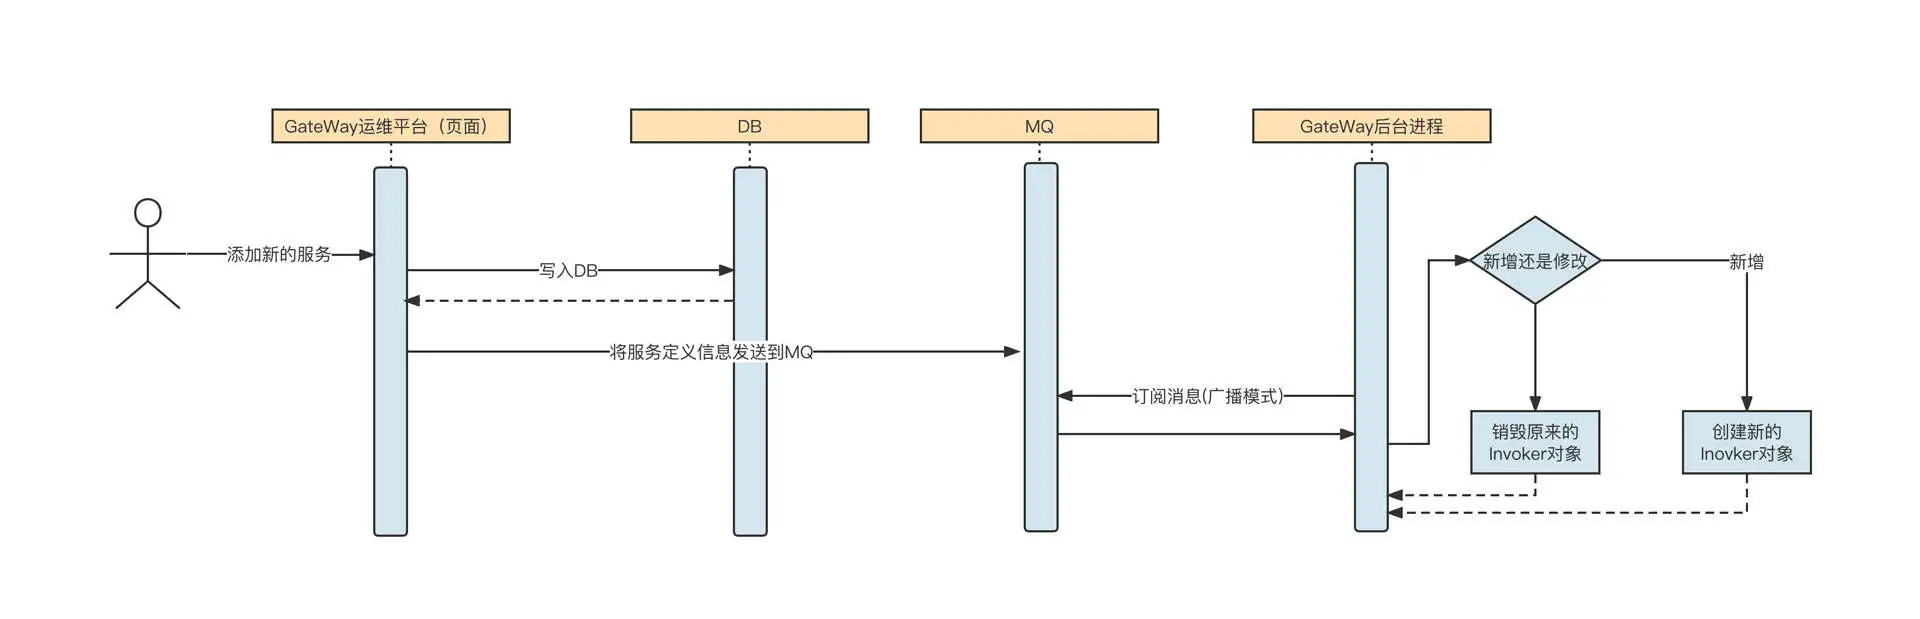 GateWay运维平台（页面）
DB
MQ
GateWay后台进程
添加新的服务
写入DB
将服务定义信息发送到MQ
订阅消息(广播模式)
新增还是修改
新增
销毁原来的
Invoker对象
创建新的
Inovker对象